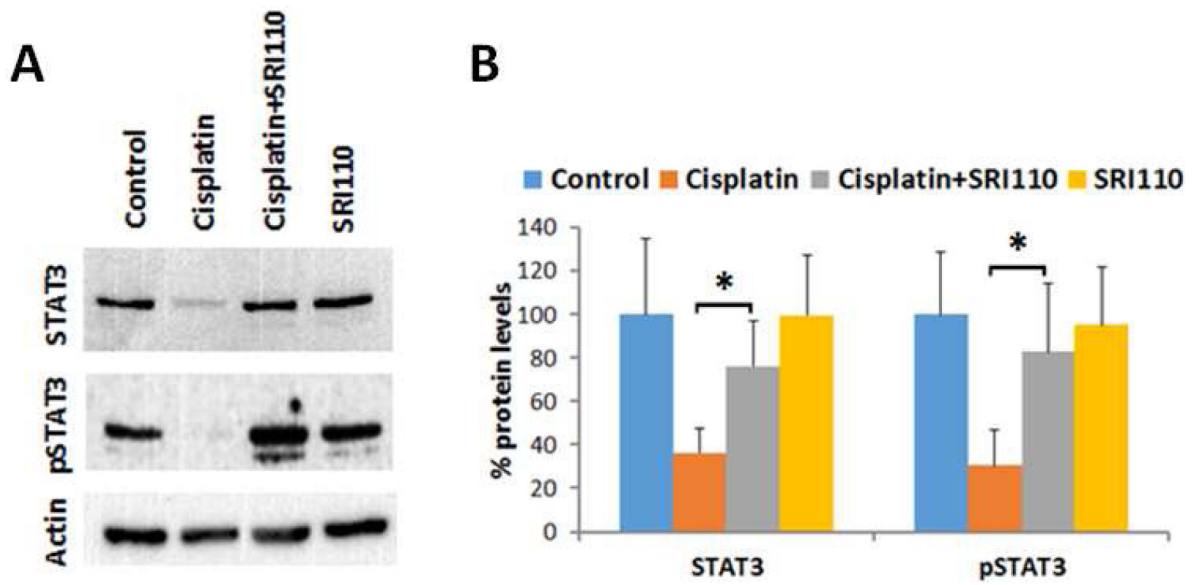 A
Control
Cisplatin
Cisplatin+SRI110
SRI110
STAT3
pSTAT3
Actin
B
Control Cisplatin Cisplatin+SRI110 SRI110
% protein levels
140
120
100
80
60
40
20
0
*
*
STAT3 pSTAT3